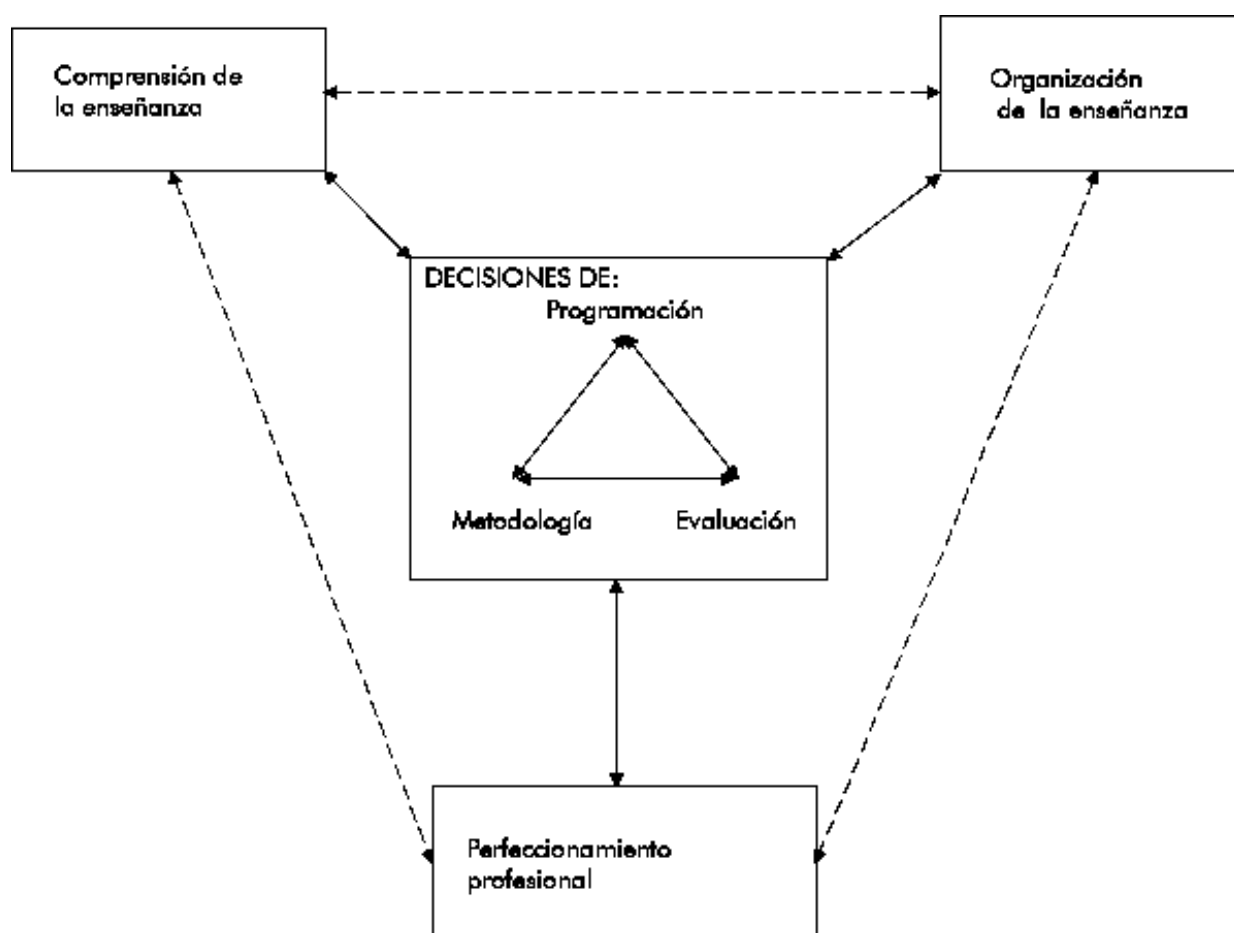 Comprensión de
la enseñanza
Organización
de la enseñanza
DECISIONES DE:
Programación
Metodología
Evaluación
Perfeccionamiento
profesional